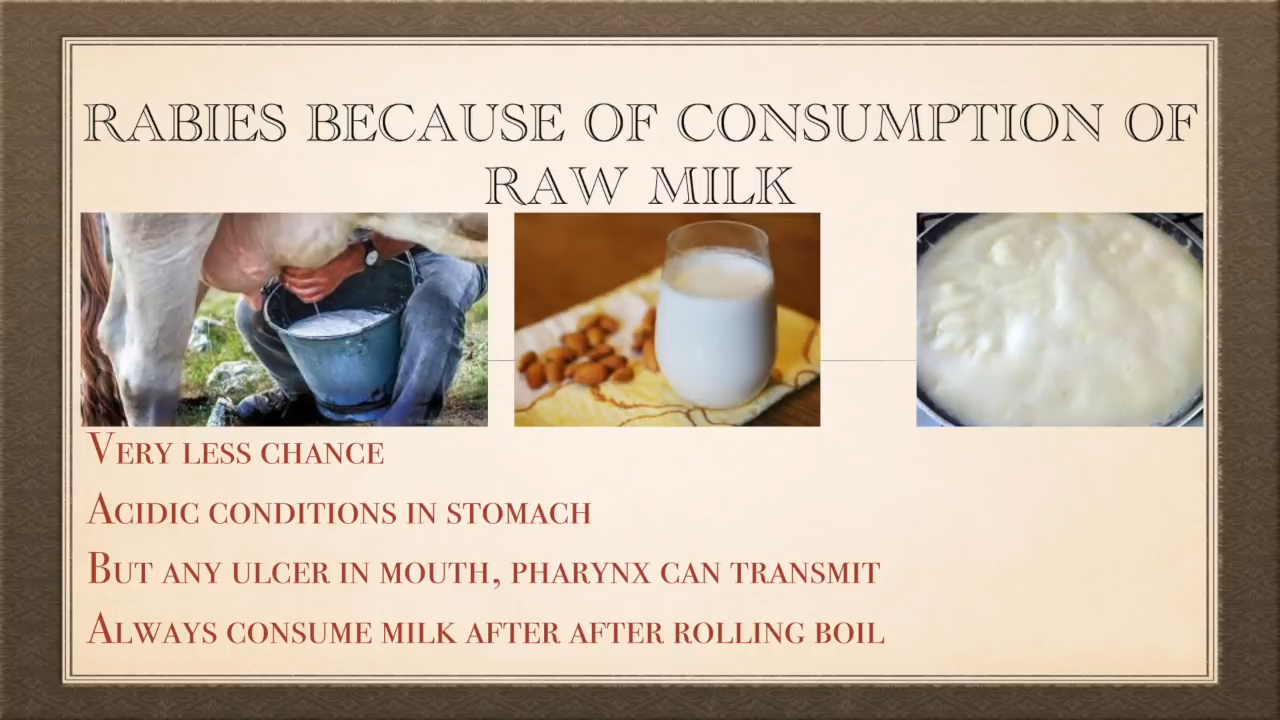 RABIES BECAUSE OF CONSUMPTION OF
RAW MILK
VERY LESS CHANCE
ACIDIC CONDITIONS IN STOMACH
BUT ANY ULCER IN MOUTH, PHARYNX CAN TRANSMIT
ALWAYS CONSUME MILK AFTER AFTER ROLLING BOIL